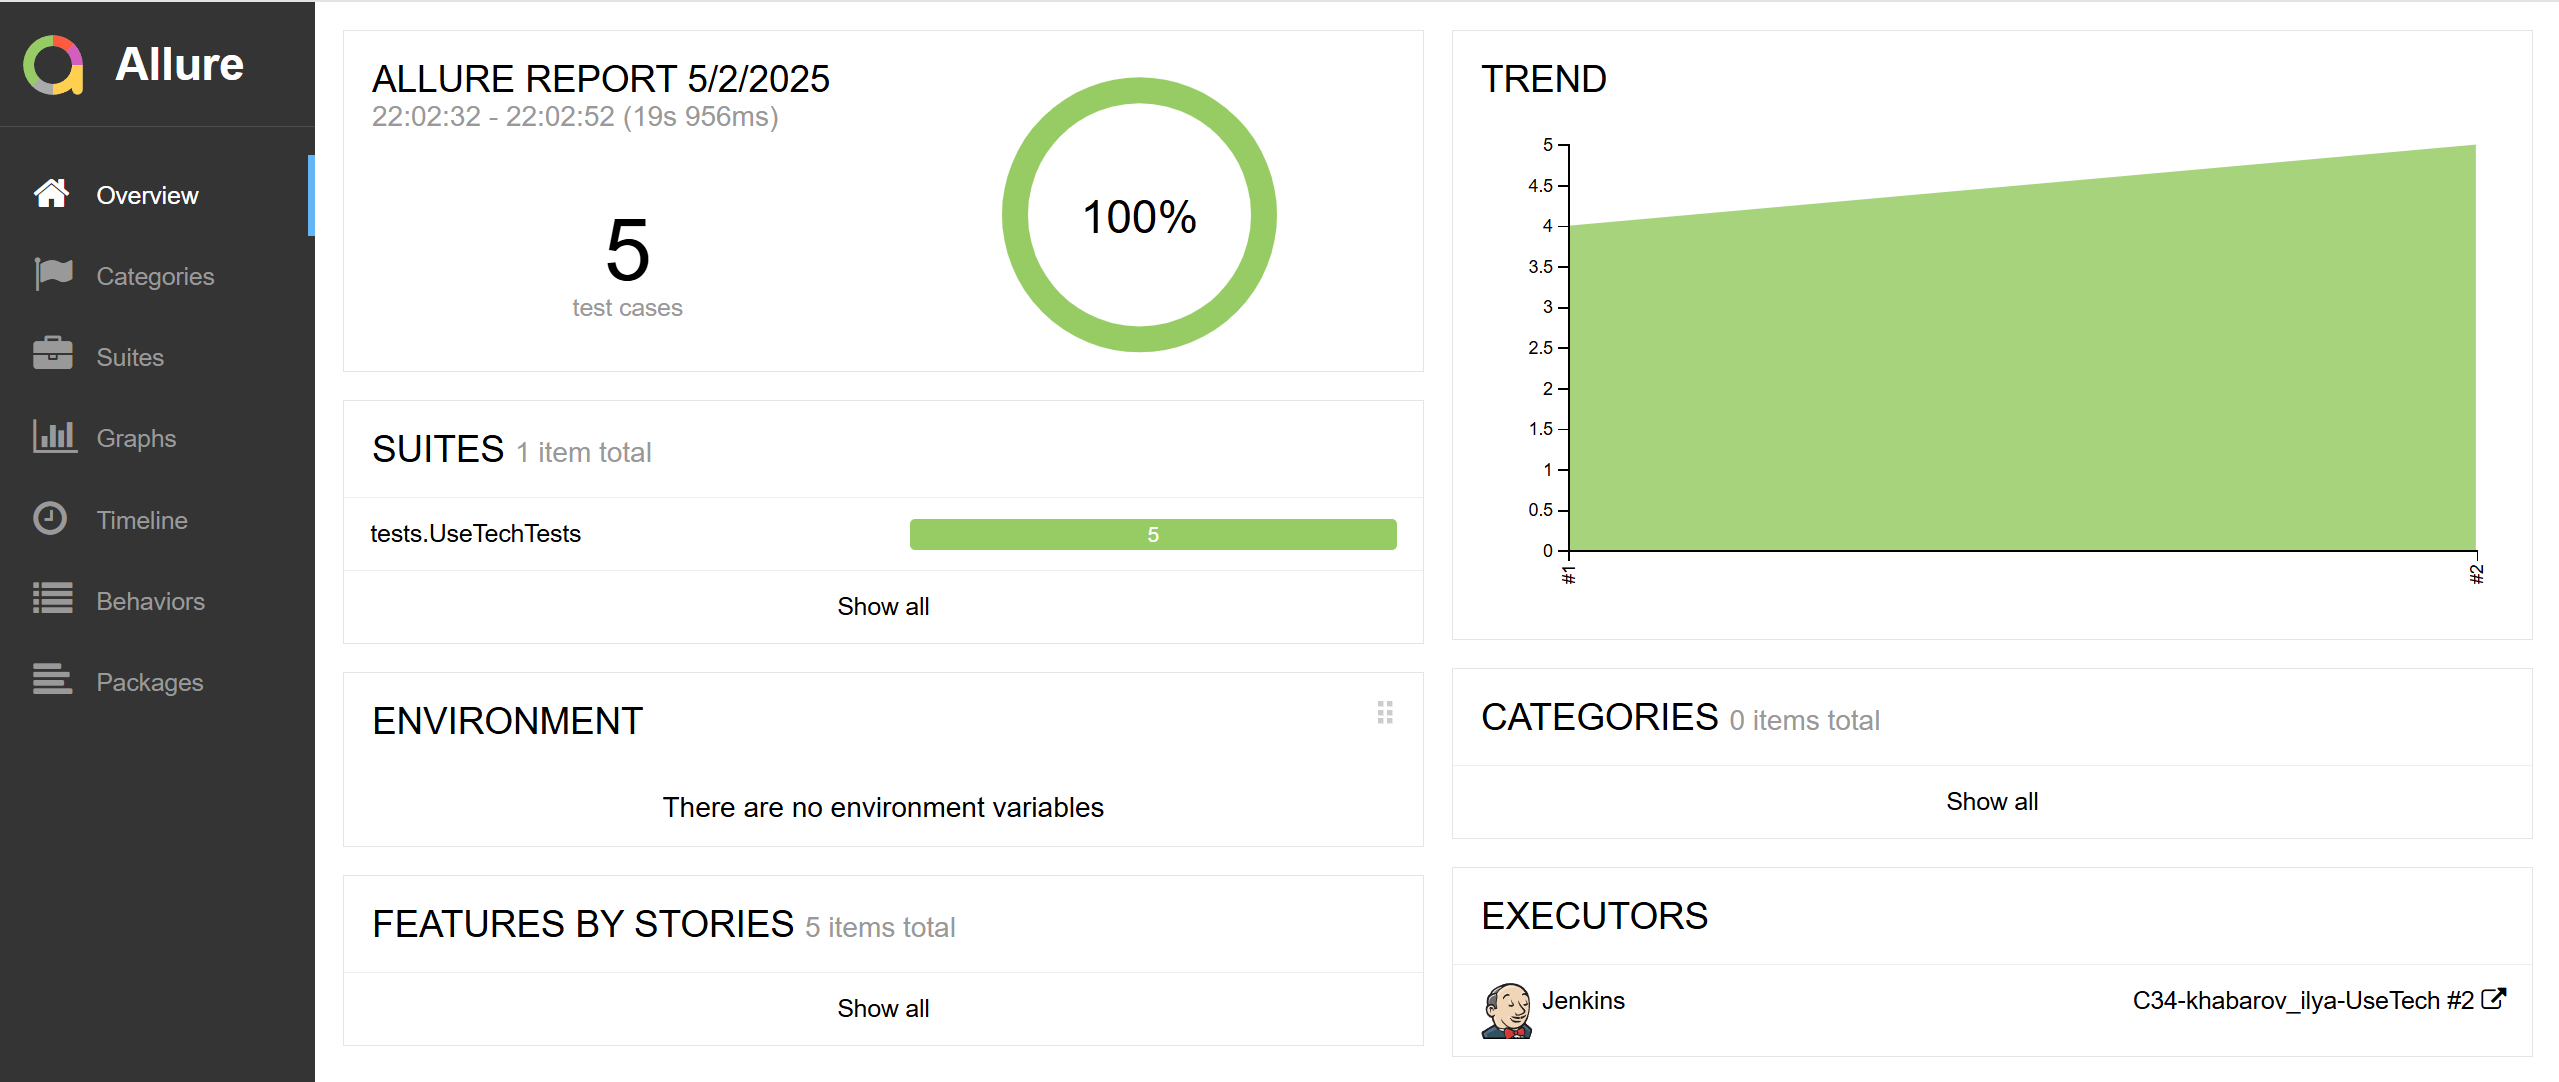 Allure
Overview
Categories
Suites
Graphs
Timeline
Behaviors
Packages
ALLURE REPORT 5/2/2025
22:02:32 - 22:02:52 (19s 956ms)
5
test cases
100%
SUITES 1 item total
tests.UseTechTests 5
Show all
ENVIRONMENT
There are no environment variables
FEATURES BY STORIES 5 items total
Show all
TREND
5
4.5
4
3.5
3
2.5
2
1.5
1
0.5
0
#1 #2
CATEGORIES 0 items total
Show all
EXECUTORS
Jenkins C34-khabarov_ilya-UseTech #2